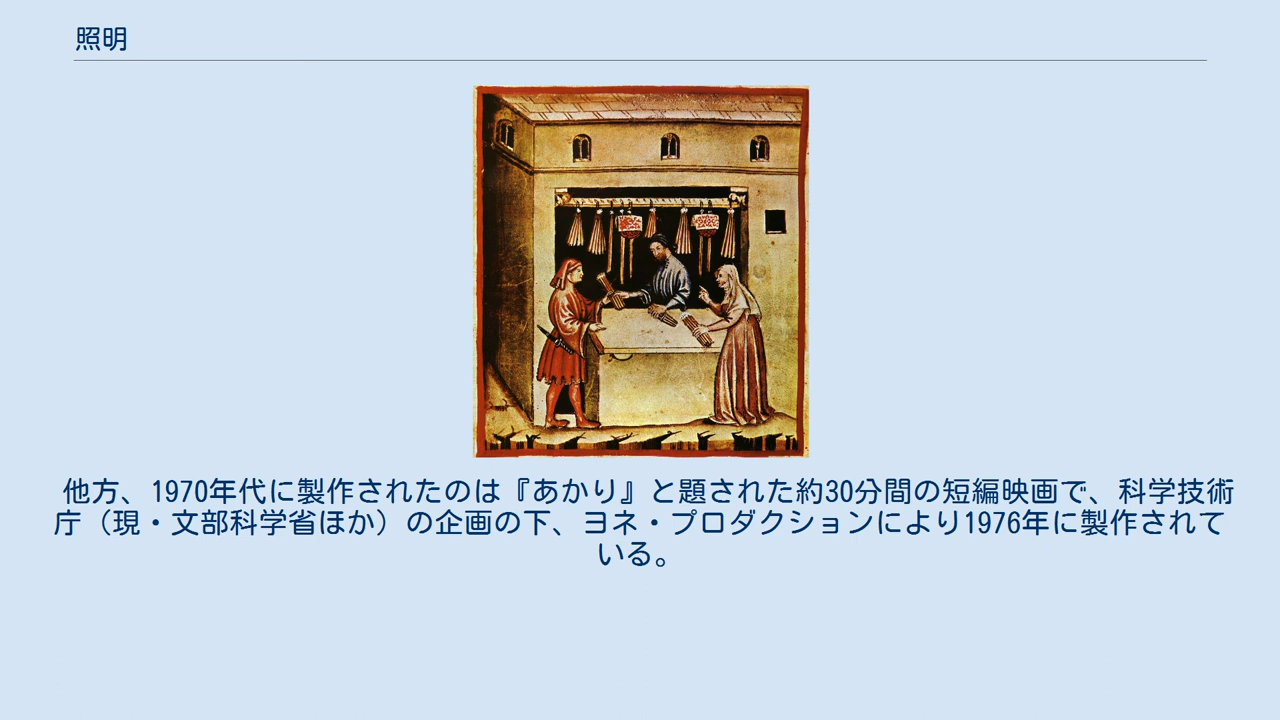 照明
他方、1970年代に製作されたのは『あかり』と題された約30分間の短編映画で、科学技術
庁（現・文部科学省ほか）の企画の下、ヨネ・プロダクションにより1976年に製作されて
いる。